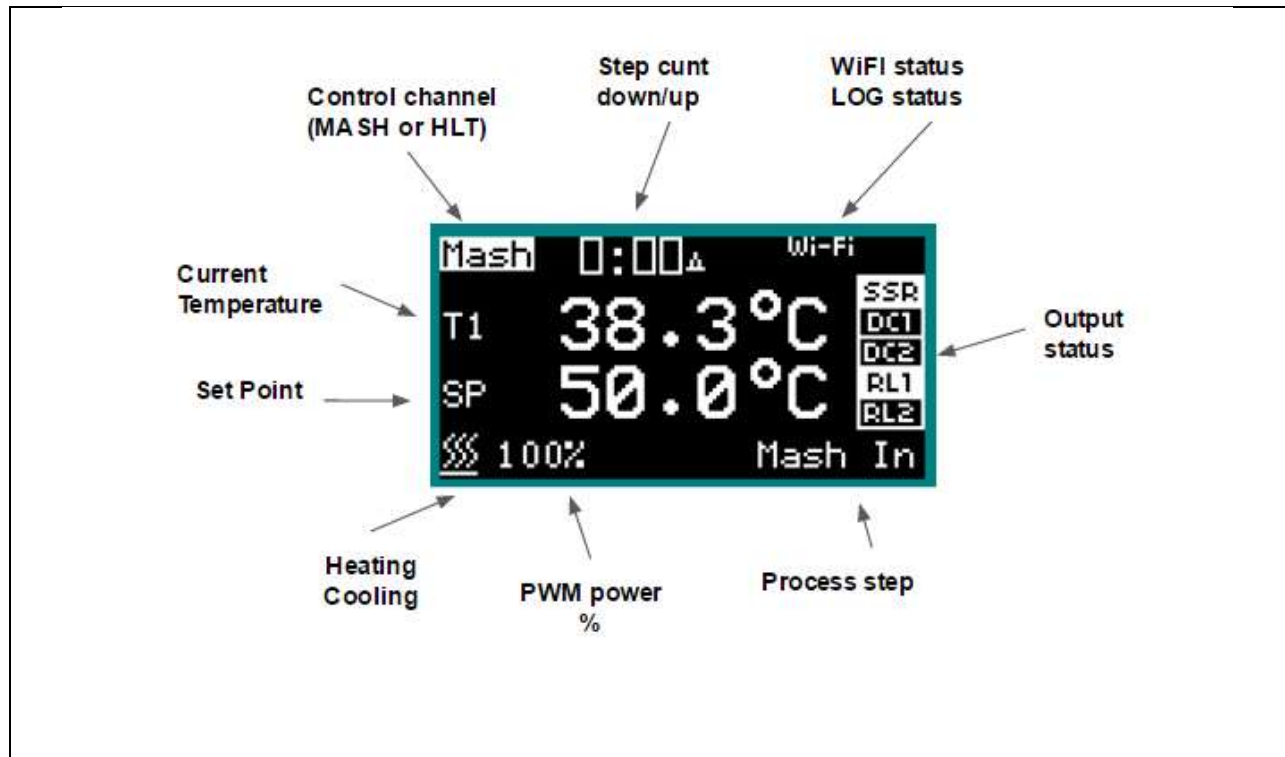 Step cunt
down/up
WiFI status
LOG status
Control channel
(MASH or HLT)
Mash 0:00 Wi-Fi
Current
Temperature
T1 38.3°C
SSR
DC1
DC2
RL1
RL2
Output
status
Set Point
SP 50.0°C
100% Mash In
Heating
Cooling
PWM power
%
Process step